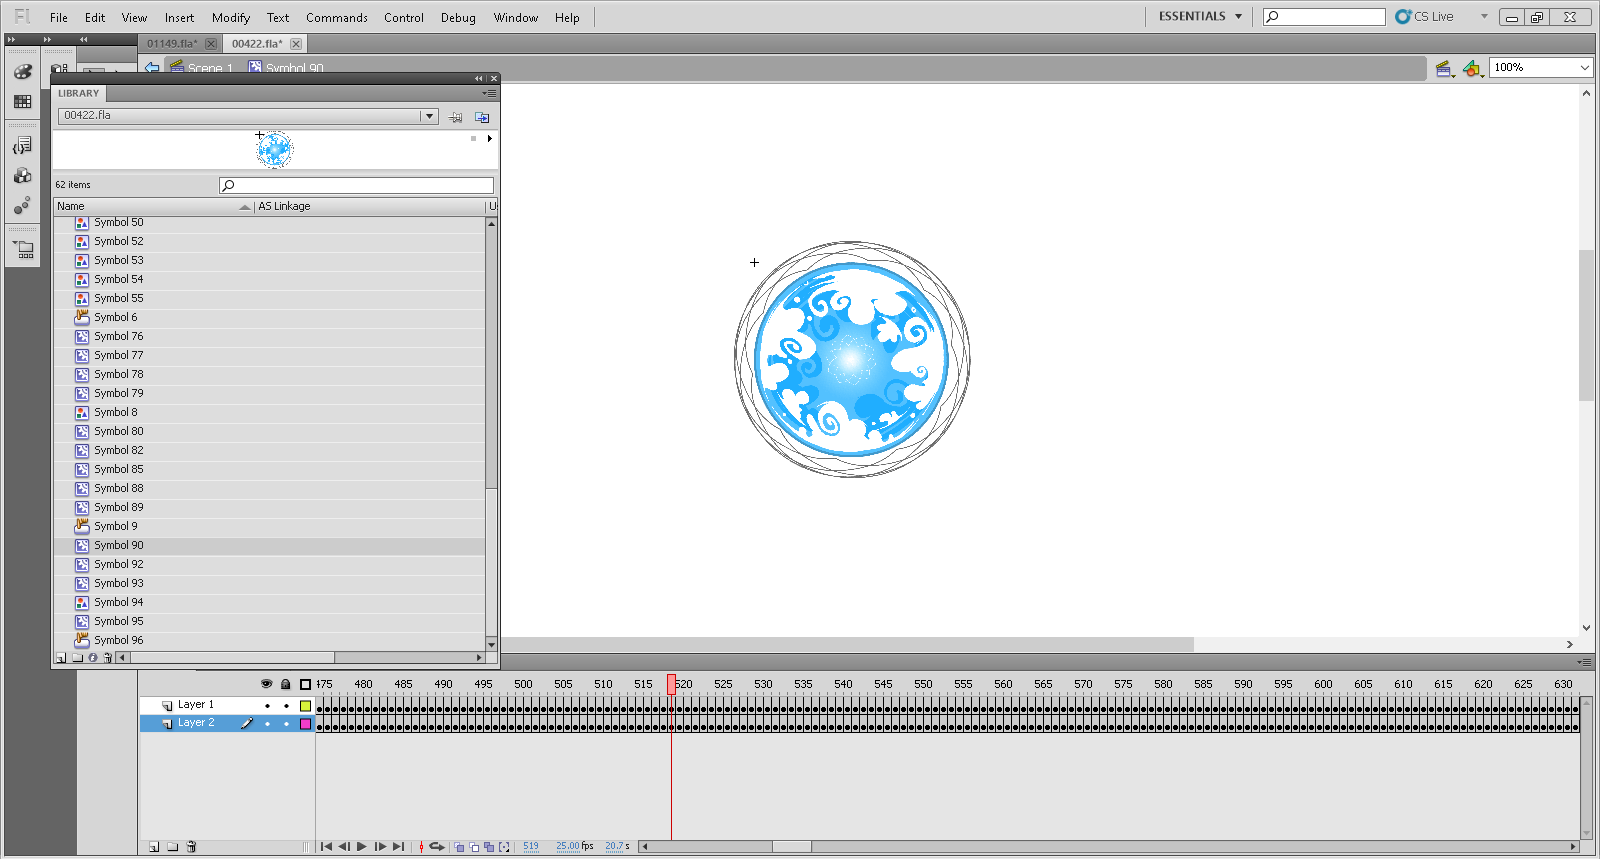 Fl File Edit View Insert Modify Text Commands Control Debug Window Help ESSENTIALS CS Live
01149.fla* 00422.fla*
Scene 1 Symbol 90 100%
LIBRARY
00422.fla
62 items
Name AS Linkage
Symbol 50
Symbol 52
Symbol 53
Symbol 54
Symbol 55
Symbol 6
Symbol 76
Symbol 77
Symbol 78
Symbol 79
Symbol 8
Symbol 80
Symbol 82
Symbol 85
Symbol 88
Symbol 89
Symbol 9
Symbol 90
Symbol 92
Symbol 93
Symbol 94
Symbol 95
Symbol 96
475 480 485 490 495 500 505 510 515 520 525 530 535 540 545 550 555 560 565 570 575 580 585 590 595 600 605 610 615 620 625 630
Layer 1
Layer 2
519 25.00 fps 20.7 s